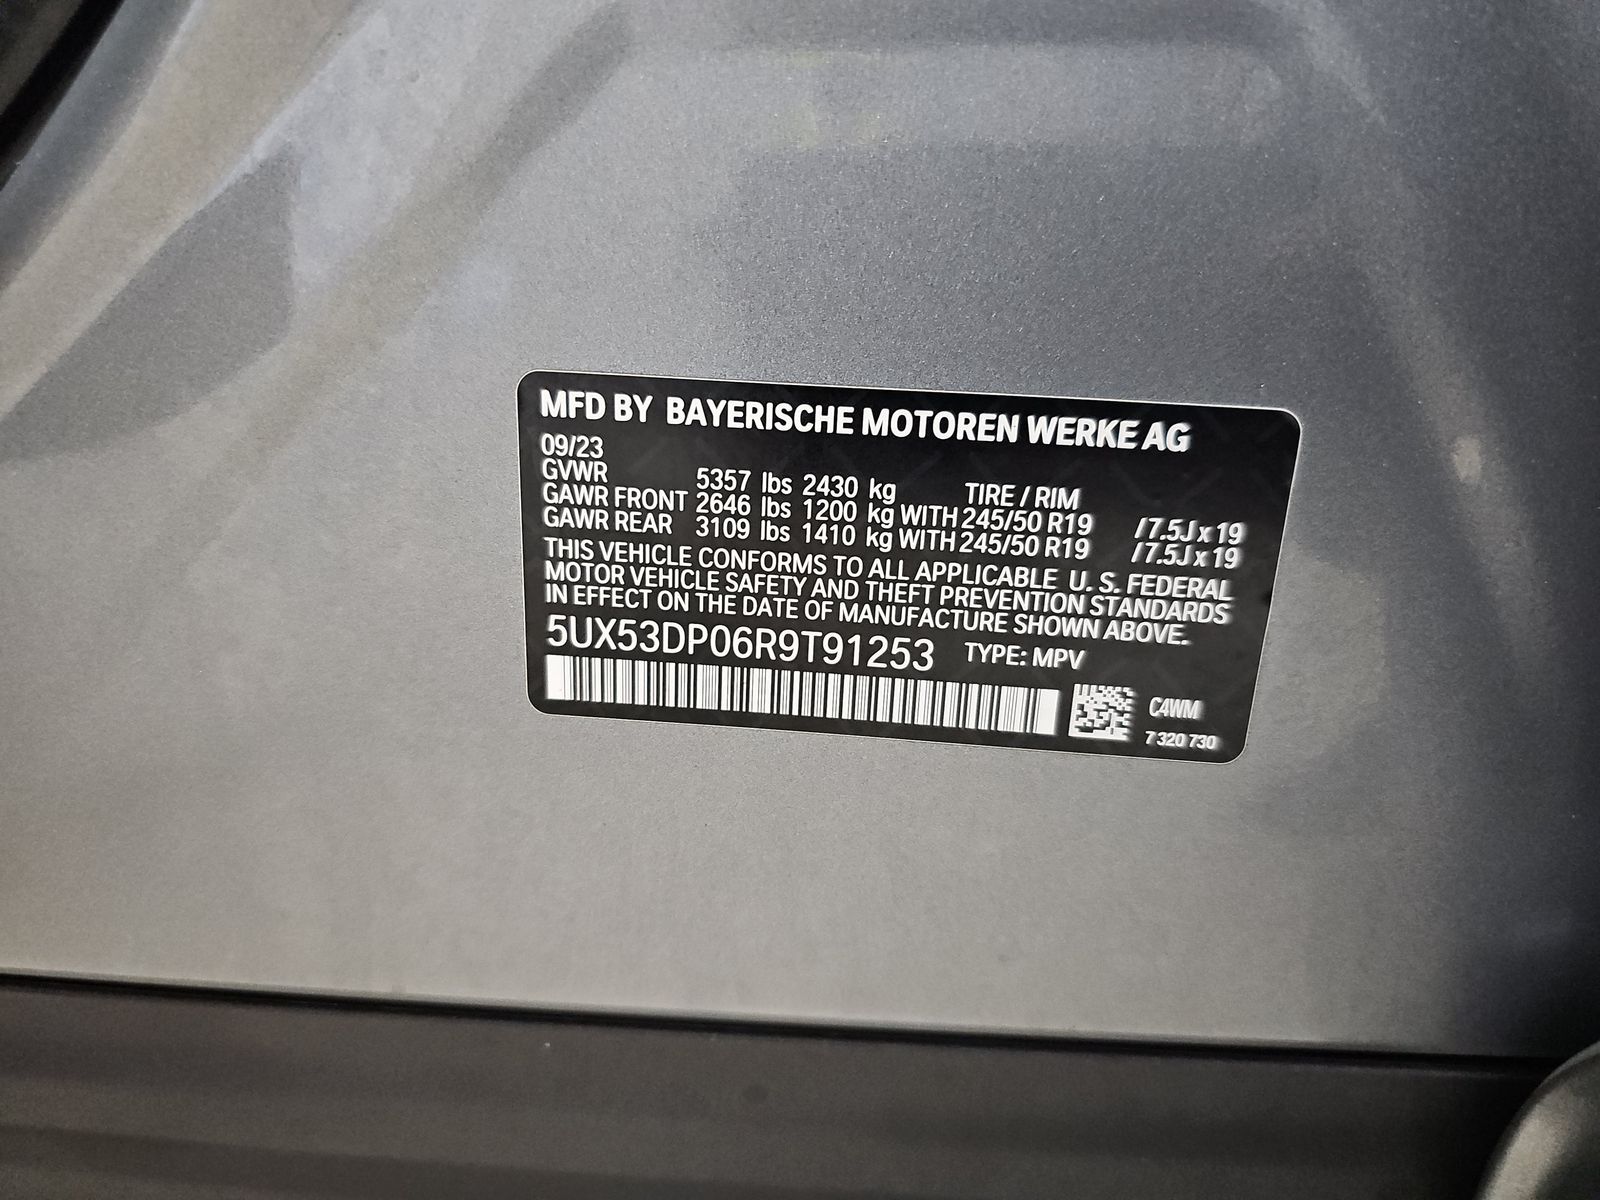 MFD BY BAYERISCHE MOTOREN WERKE AG
09/23
GVWR 5357 lbs 2430 kg TIRE / RIM
GAWR FRONT 2646 lbs 1200 kg WITH 245/50 R19 / 7.5J x 19
GAWR REAR 3109 lbs 1410 kg WITH 245/50 R19 / 7.5J x 19
THIS VEHICLE CONFORMS TO ALL APPLICABLE U. S. FEDERAL
MOTOR VEHICLE SAFETY AND THEFT PREVENTION STANDARDS
IN EFFECT ON THE DATE OF MANUFACTURE SHOWN ABOVE.
5UX53DP06R9T91253 TYPE: MPV
C4WM
7 320 730